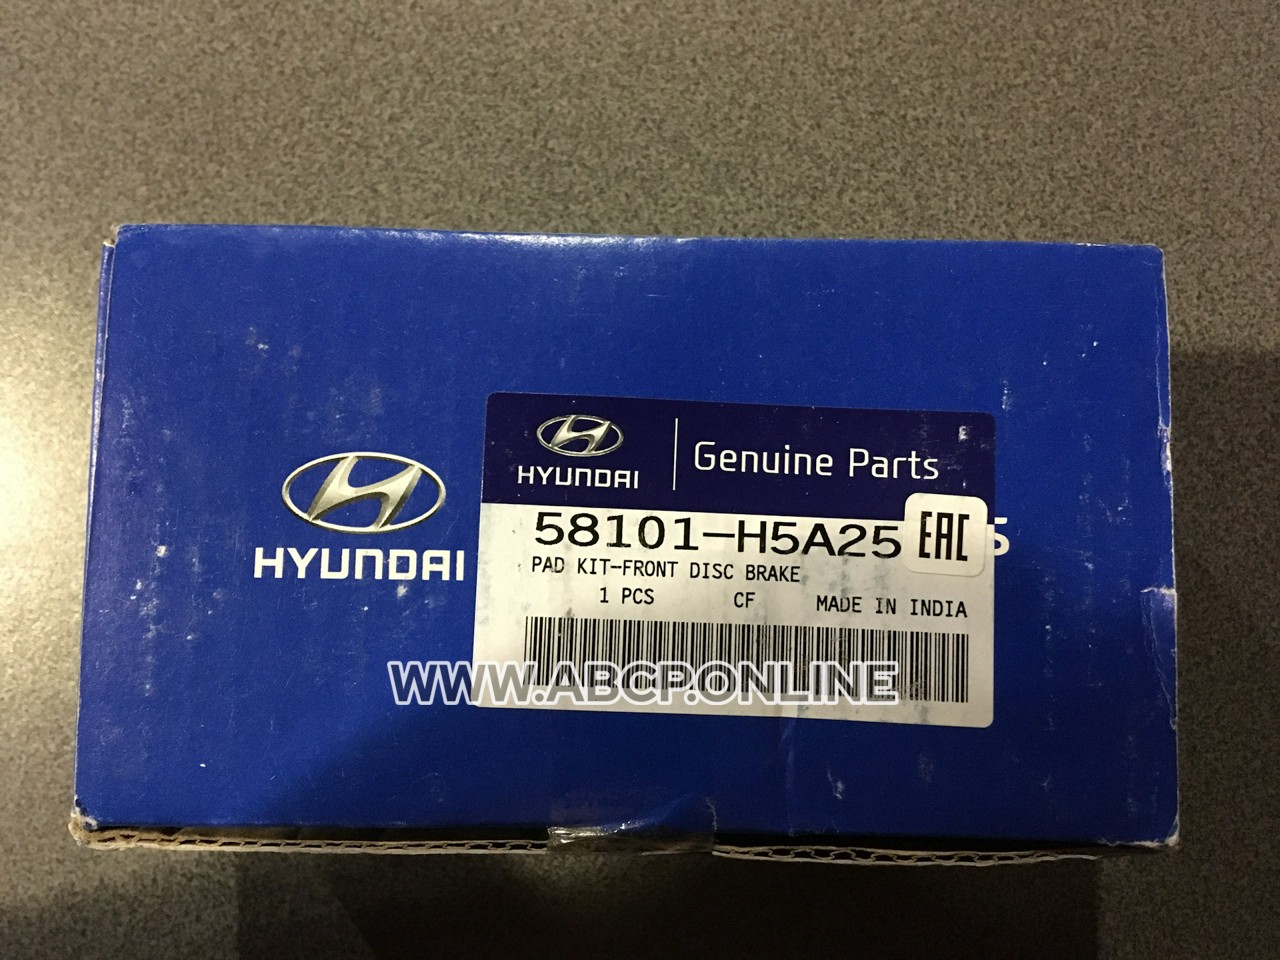 HYUNDAI
Genuine Parts
HYUNDAI
58101-H5A25
EAC
PAD KIT-FRONT DISC BRAKE
1 PCS CF MADE IN INDIA
WWW.ABCP.ONLINE